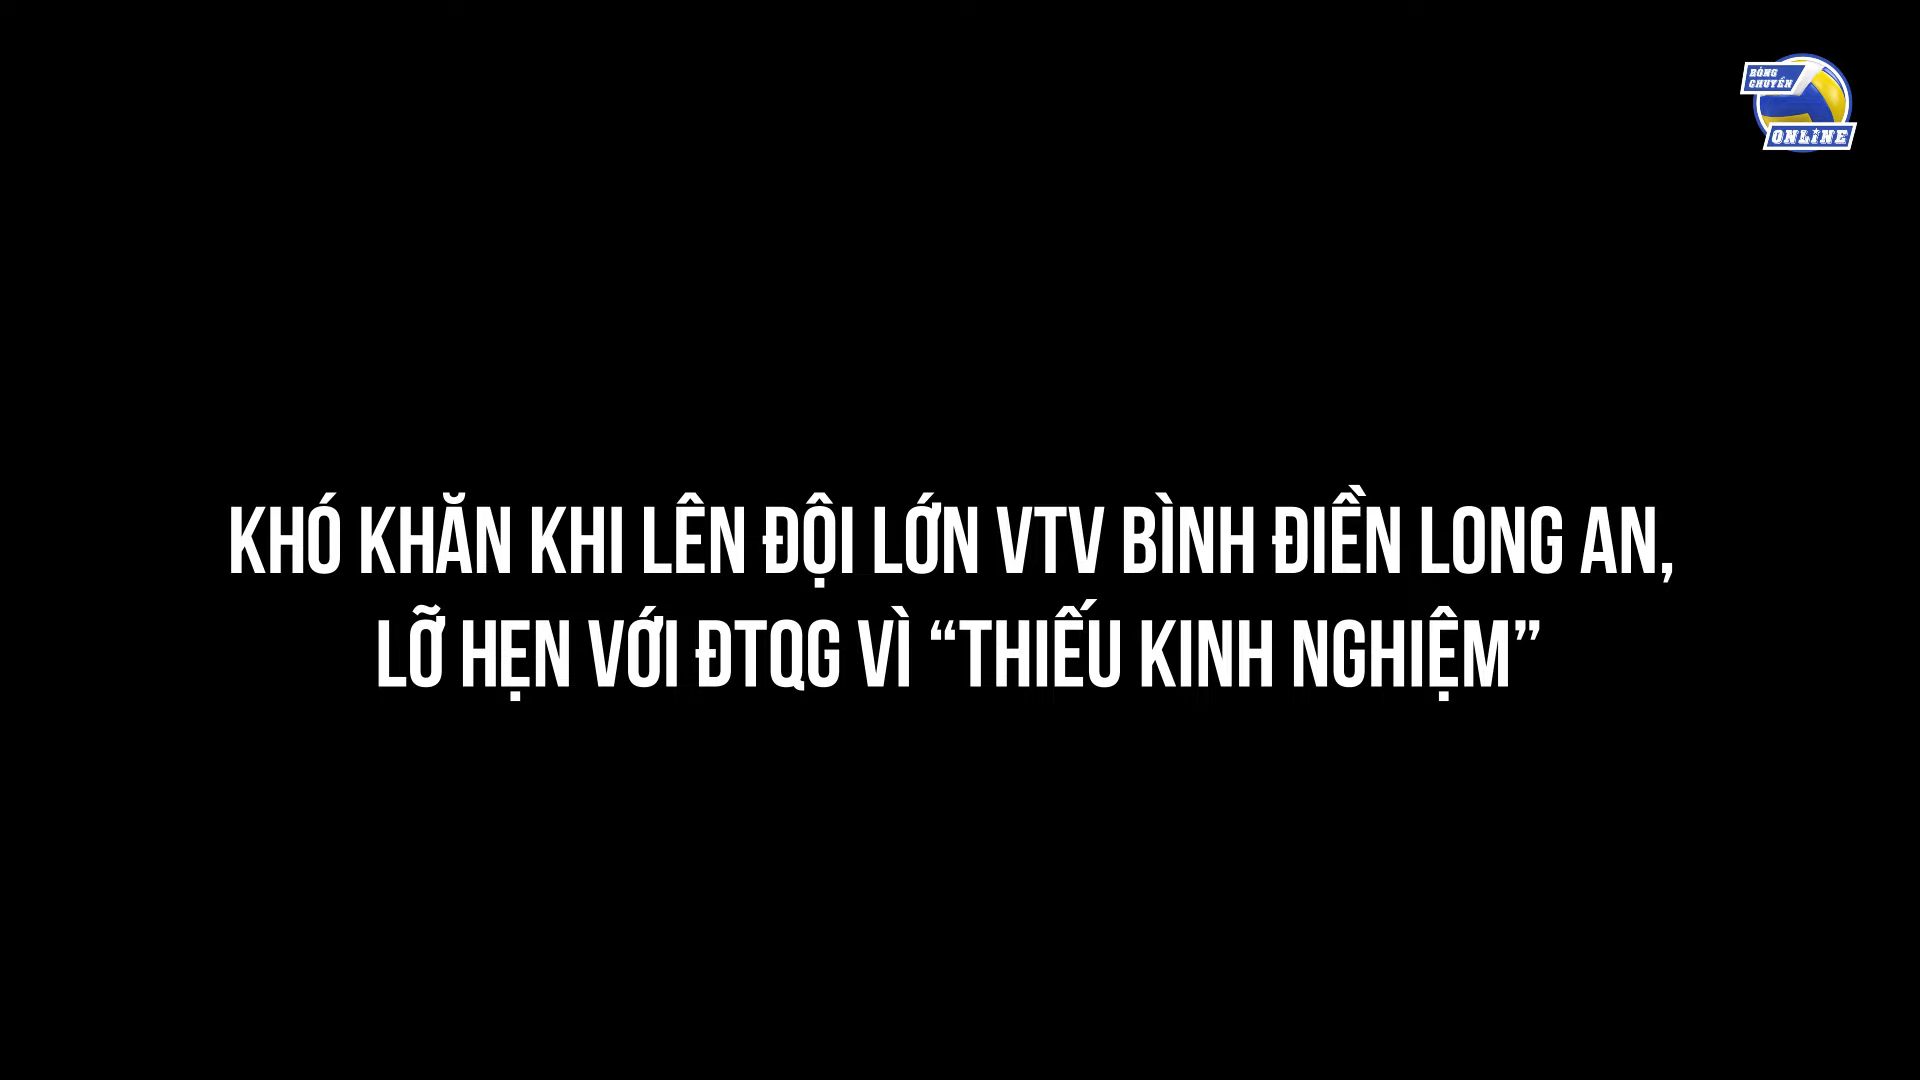 BÓNG
CHUYỀN
ONLINE
KHÓ KHĂN KHI LÊN ĐỘI LỚN VTV BÌNH ĐIỀN LONG AN,
LỠ HẸN VỚI ĐTQG VÌ “THIẾU KINH NGHIỆM”